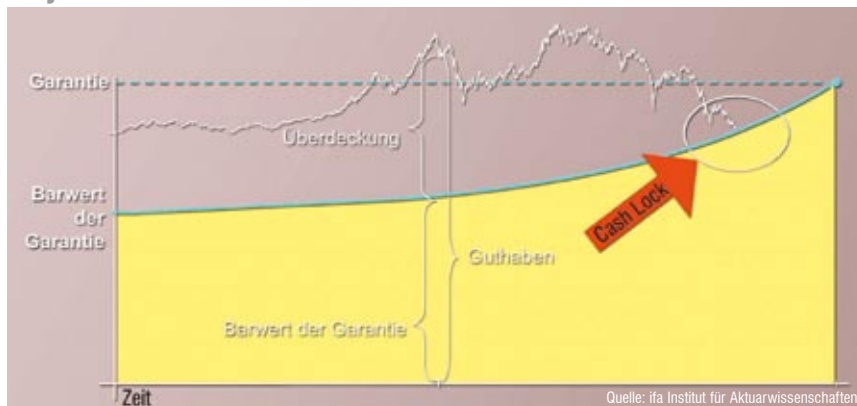 Garantie
Überdeckung
Barwert
der
Garantie
Cash Lock
Guthaben
Barwert der Garantie
Zeit
Quelle: ifa Institut für Aktuarwissenschaften